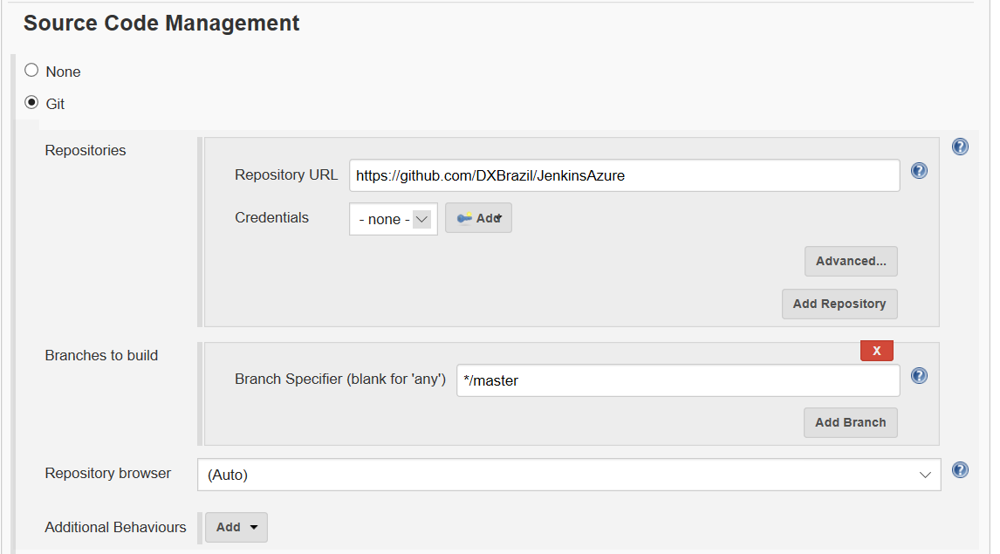 Source Code Management
None
Git
Repositories
Repository URL https://github.com/DXBrazil/JenkinsAzure
Credentials - none - Add
Advanced...
Add Repository
Branches to build
X
Branch Specifier (blank for 'any') */master
Add Branch
Repository browser (Auto)
Additional Behaviours Add